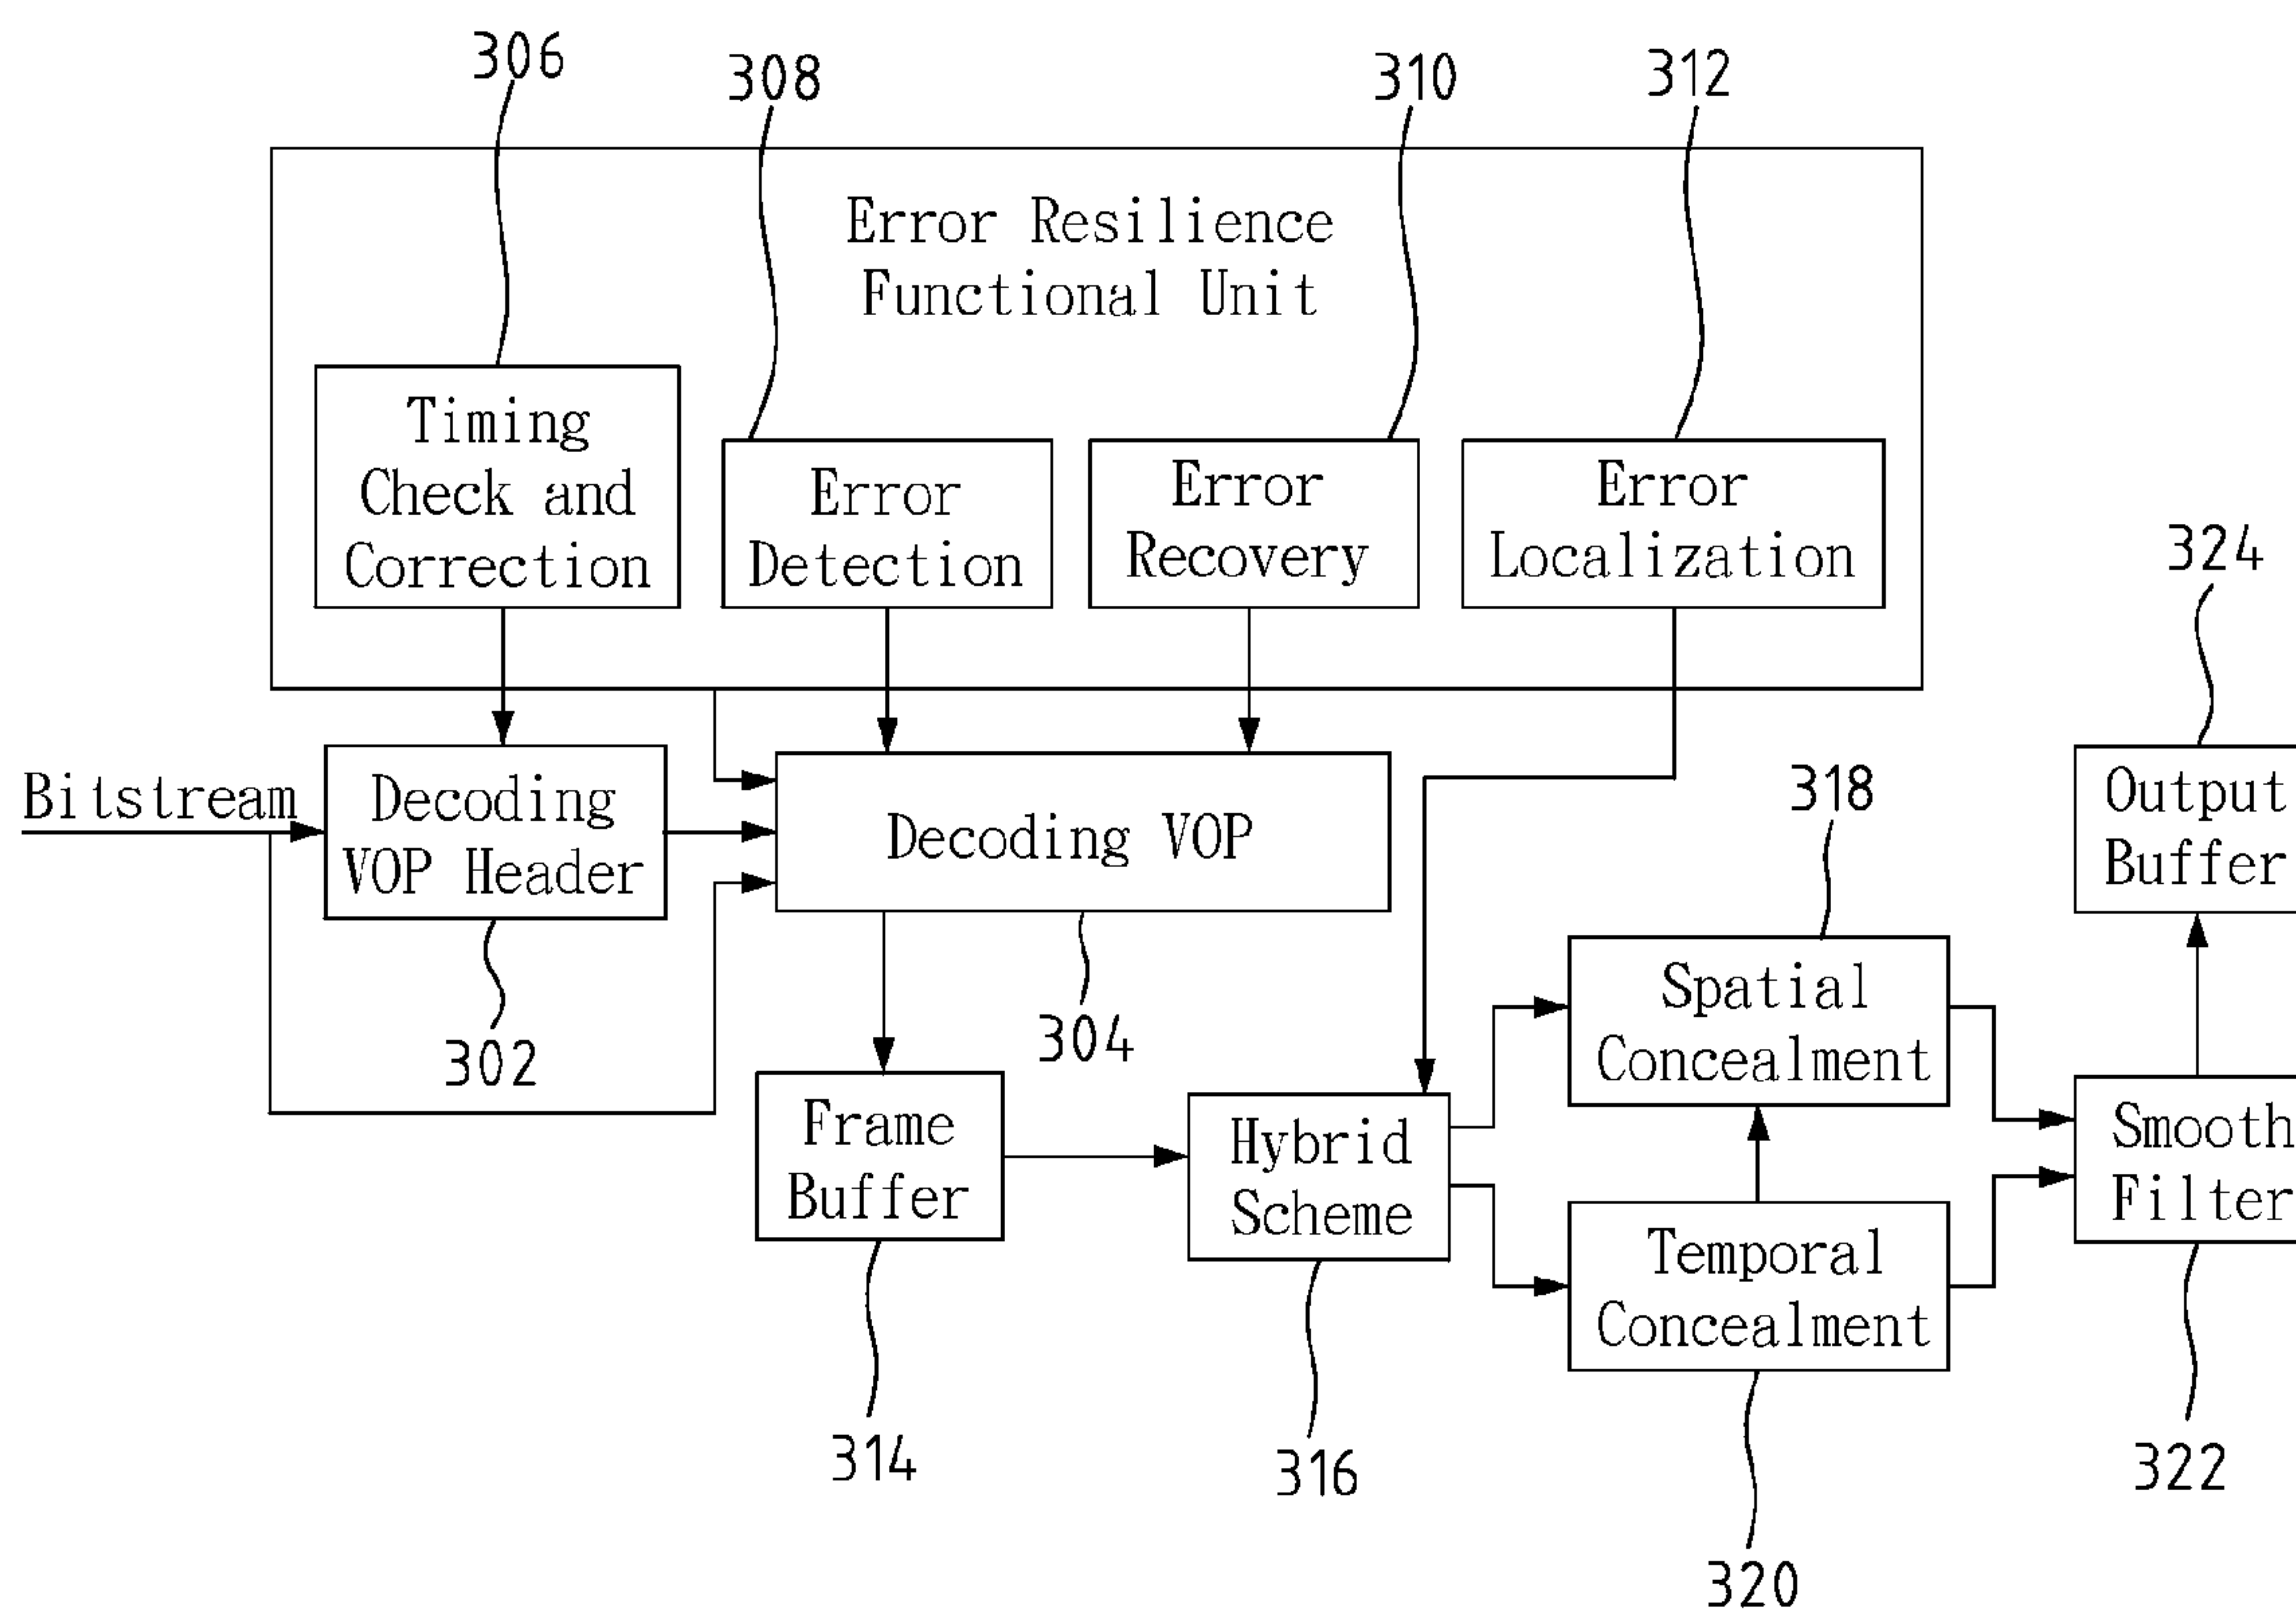 306
308
310
312
Error Resilience
Functional Unit
Timing
Check and
Correction
Error
Detection
Error
Recovery
Error
Localization
324
Bitstream
Decoding
VOP Header
Decoding VOP
318
Output
Buffer
302
304
Spatial
Concealment
Frame
Buffer
Hybrid
Scheme
Smooth
Filter
Temporal
Concealment
314
316
322
320